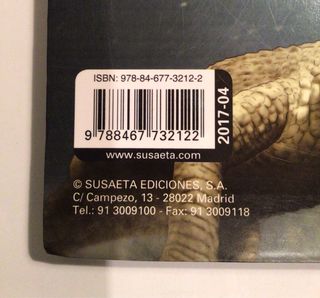 ISBN: 978-84-677-3212-2
9 788467 732122
2017-04
www.susaeta.com
© SUSAETA EDICIONES, S.A.
C/ Campezo, 13 - 28022 Madrid
Tel.: 91 3009100 - Fax: 91 3009118